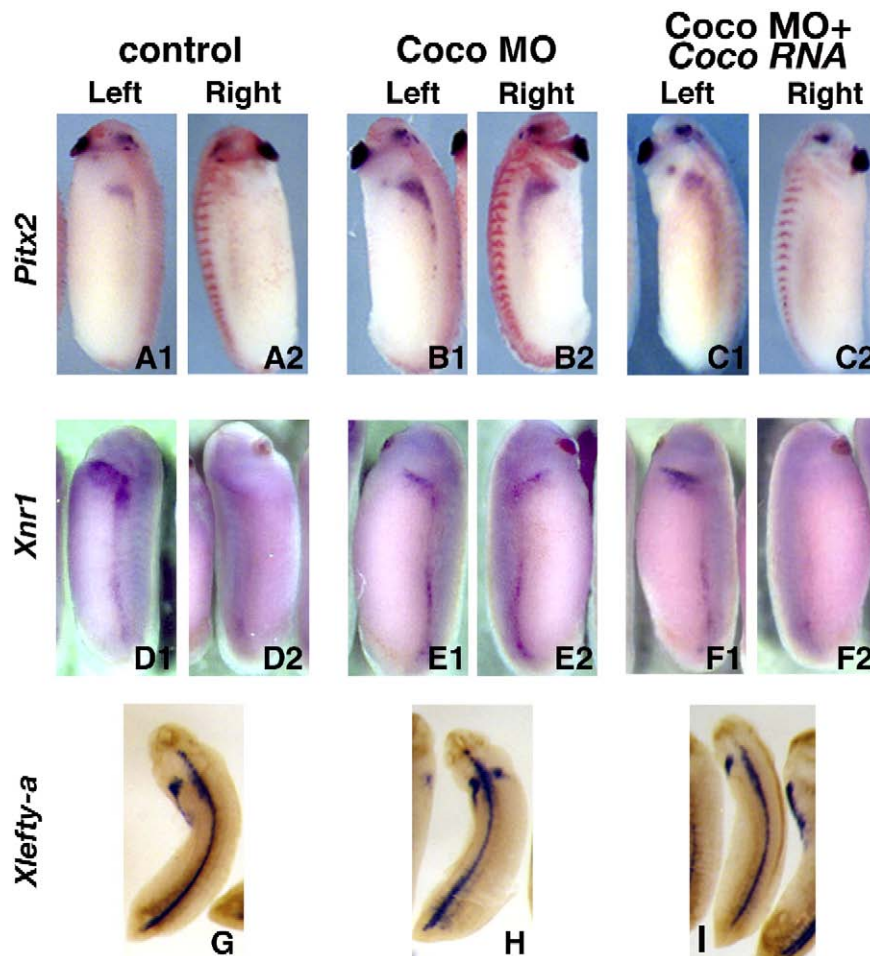 control
Coco MO
Coco MO+
Coco RNA
Left
Right
Left
Right
Left
Right
Pitx2
A1
A2
B1
B2
C1
C2
Xnr1
D1
D2
E1
E2
F1
F2
Xlefty-a
G
H
I